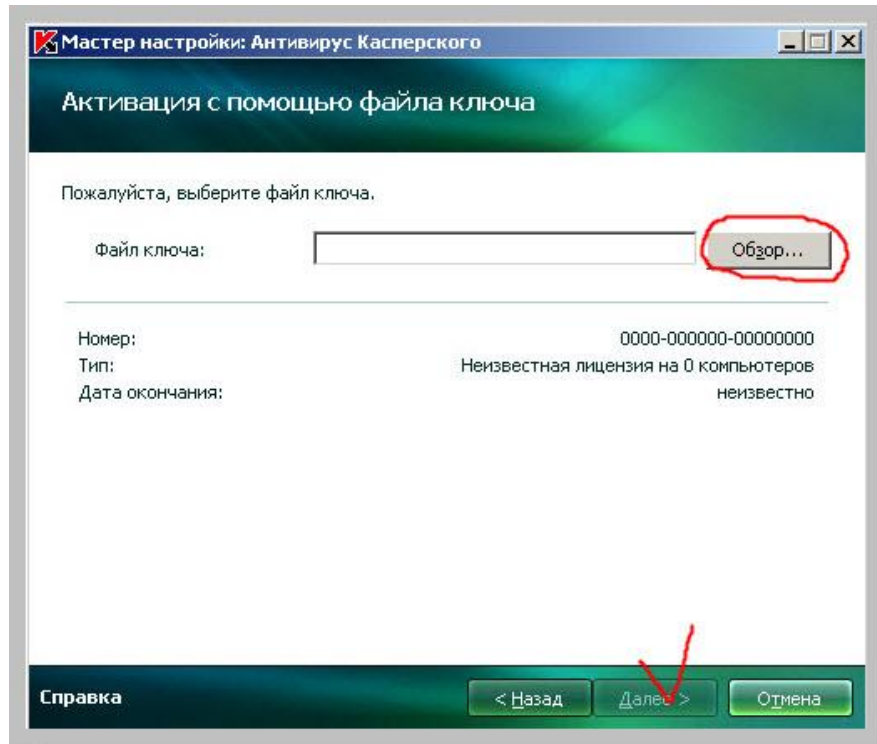 Мастер настройки: Антивирус Касперского
Активация с помощью файла ключа
Пожалуйста, выберите файл ключа.
Файл ключа:
Обзор...
Номер: 0000-000000-00000000
Тип: Неизвестная лицензия на 0 компьютеров
Дата окончания: неизвестно
Справка < Назад Далее > Отмена